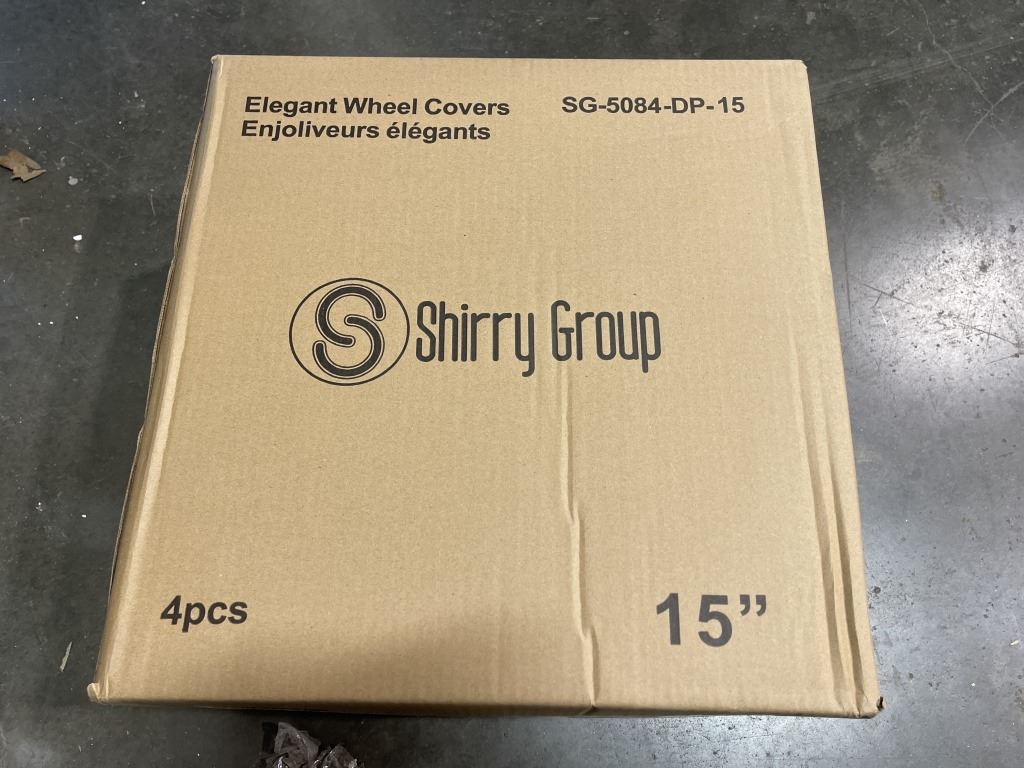 Elegant Wheel Covers SG-5084-DP-15
Enjoliveurs élégants
S Shirry Group
4pcs 15”